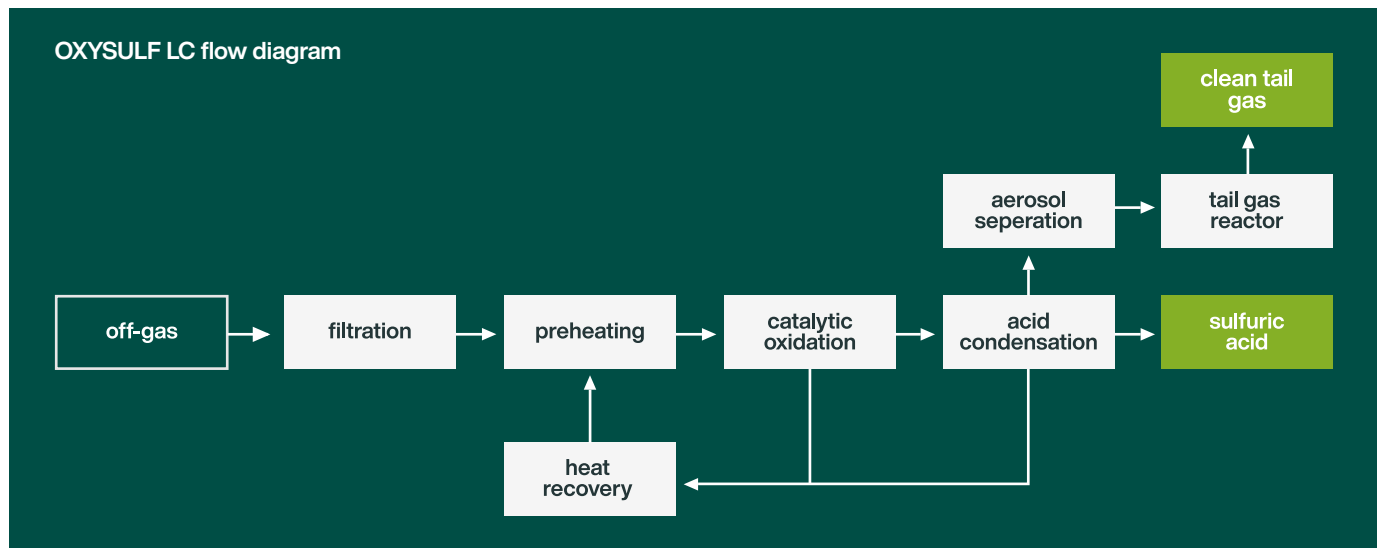 OXYSULF LC flow diagram
clean tail
gas
aerosol
seperation
tail gas
reactor
off-gas
filtration
preheating
catalytic
oxidation
acid
condensation
sulfuric
acid
heat
recovery